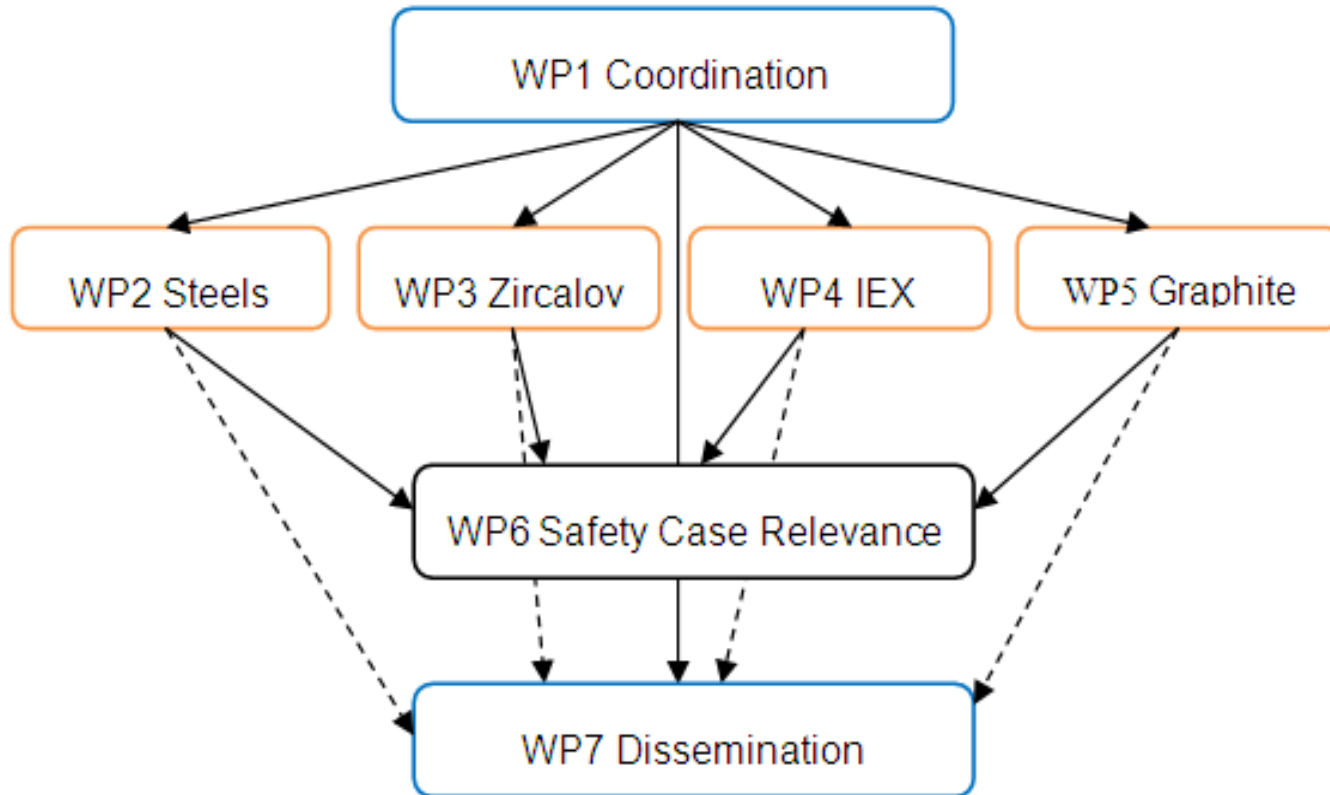 WP1 Coordination
WP2 Steels
WP3 Zircalov
WP4 IEX
WP5 Graphite
WP6 Safety Case Relevance
WP7 Dissemination